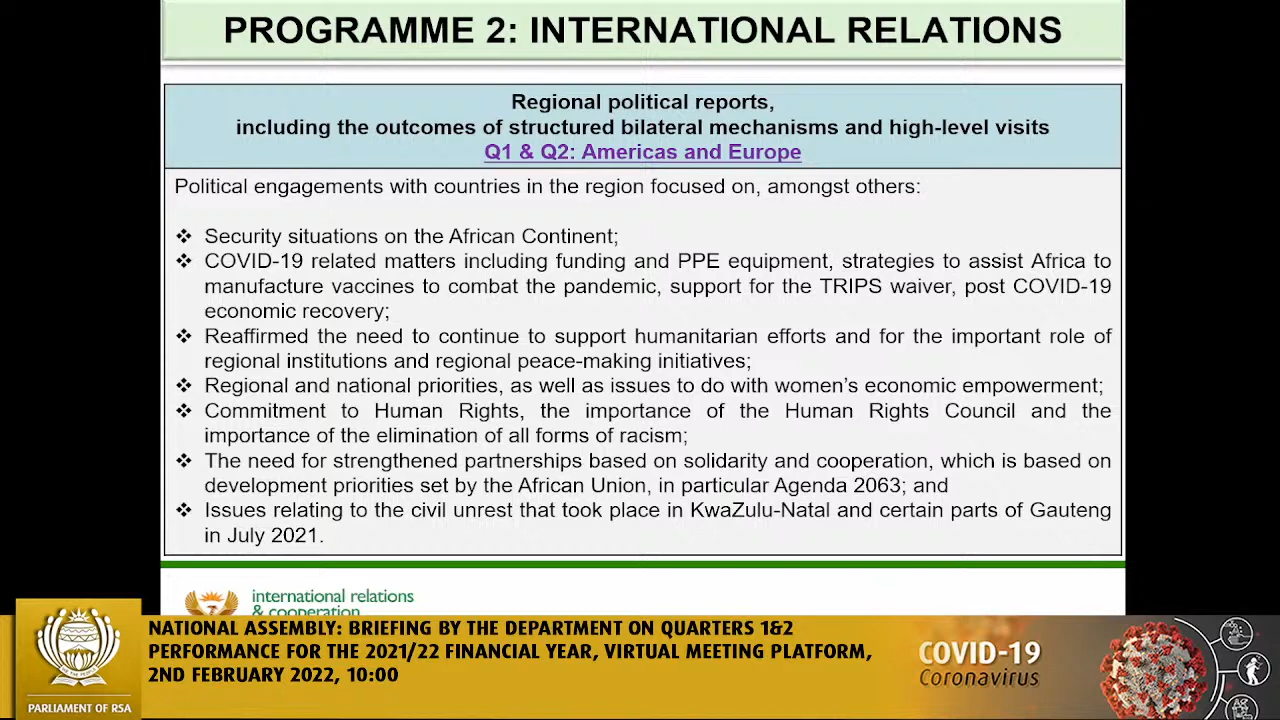 PROGRAMME 2: INTERNATIONAL RELATIONS
Regional political reports,
including the outcomes of structured bilateral mechanisms and high-level visits
Q1 & Q2: Americas and Europe
Political engagements with countries in the region focused on, amongst others:
❖ Security situations on the African Continent;
❖ COVID-19 related matters including funding and PPE equipment, strategies to assist Africa to
manufacture vaccines to combat the pandemic, support for the TRIPS waiver, post COVID-19
economic recovery;
❖ Reaffirmed the need to continue to support humanitarian efforts and for the important role of
regional institutions and regional peace-making initiatives;
❖ Regional and national priorities, as well as issues to do with women's economic empowerment;
❖ Commitment to Human Rights, the importance of the Human Rights Council and the
importance of the elimination of all forms of racism;
❖ The need for strengthened partnerships based on solidarity and cooperation, which is based on
development priorities set by the African Union, in particular Agenda 2063; and
❖ Issues relating to the civil unrest that took place in KwaZulu-Natal and certain parts of Gauteng
in July 2021.
international relations
& cooperation
NATIONAL ASSEMBLY: BRIEFING BY THE DEPARTMENT ON QUARTERS 1&2
PERFORMANCE FOR THE 2021/22 FINANCIAL YEAR, VIRTUAL MEETING PLATFORM,
2ND FEBRUARY 2022, 10:00
PARLIAMENT OF RSA
COVID-19
Coronavirus